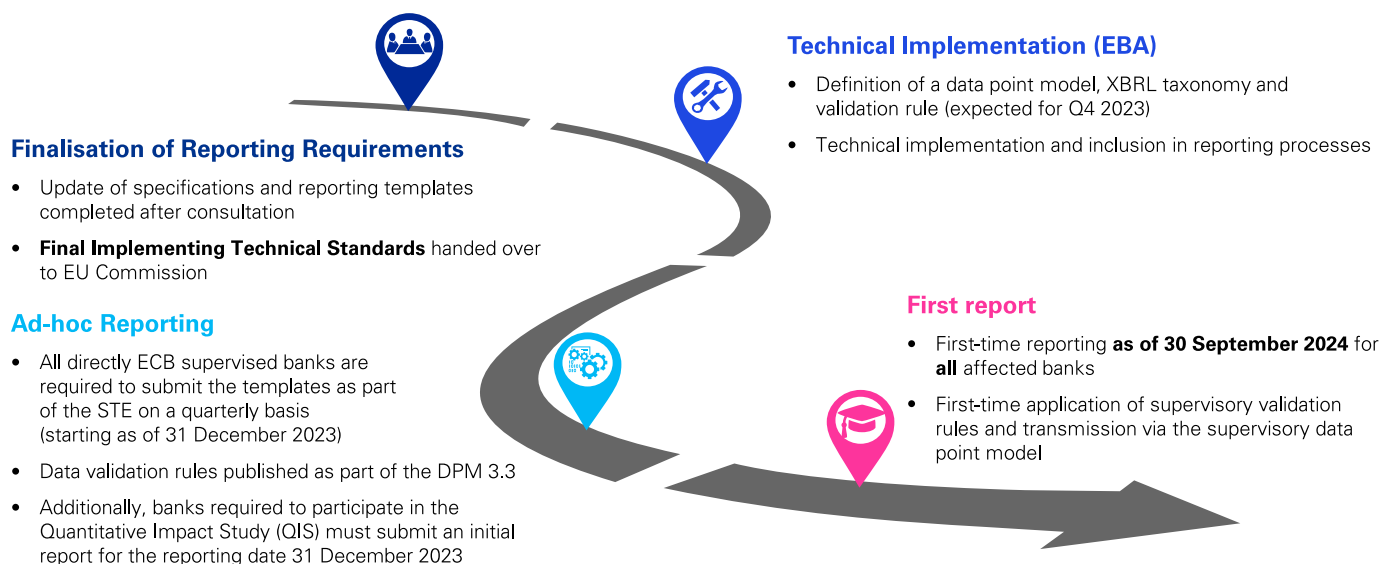 Finalisation of Reporting Requirements
• Update of specifications and reporting templates
completed after consultation
• Final Implementing Technical Standards handed over
to EU Commission
Technical Implementation (EBA)
• Definition of a data point model, XBRL taxonomy and
validation rule (expected for Q4 2023)
• Technical implementation and inclusion in reporting processes
Ad-hoc Reporting
• All directly ECB supervised banks are
required to submit the templates as part
of the STE on a quarterly basis
(starting as of 31 December 2023)
• Data validation rules published as part of the DPM 3.3
• Additionally, banks required to participate in the
Quantitative Impact Study (QIS) must submit an initial
report for the reporting date 31 December 2023
First report
• First-time reporting as of 30 September 2024 for
all affected banks
• First-time application of supervisory validation
rules and transmission via the supervisory data
point model